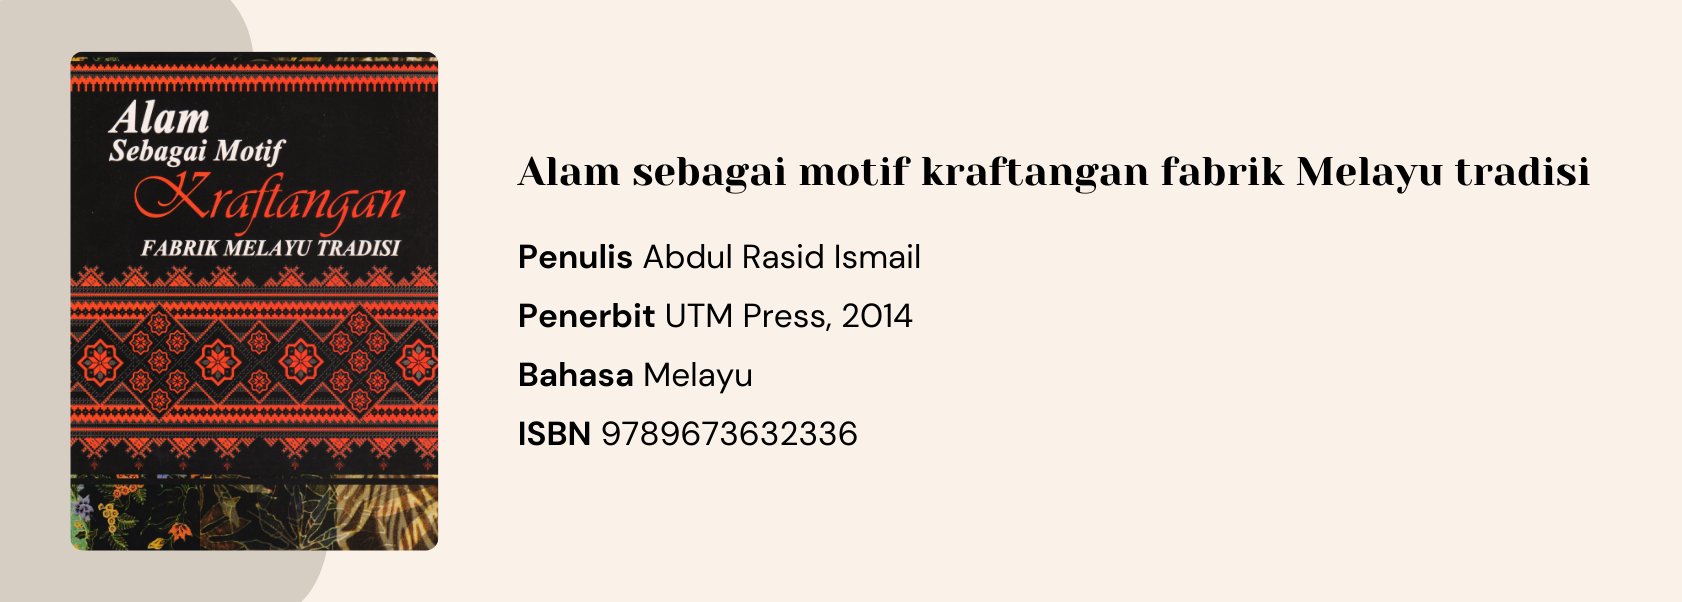 Alam
Sebagai Motif
Kraftangan
FABRIK MELAYU TRADISI
Alam sebagai motif kraftangan fabrik Melayu tradisi
Penulis Abdul Rasid Ismail
Penerbit UTM Press, 2014
Bahasa Melayu
ISBN 9789673632336